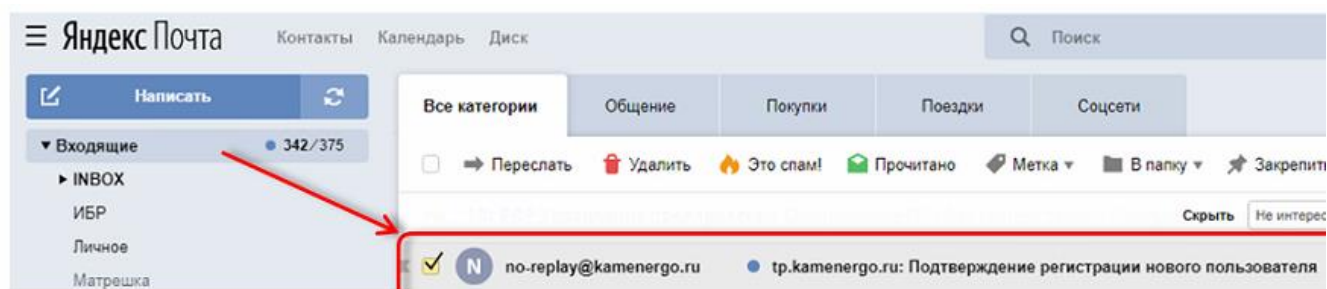 Яндекс Почта Контакты Календарь Диск Поиск
Написать
Все категории Общение Покупки Поездки Соцсети
Входящие 342/375
Переслать Удалить Это спам! Прочитано Метка В папку Закрепить
INBOX
ИБР
Скрыть Не интерес
Личное
N no-replay@kamenergo.ru tp.kamenergo.ru: Подтверждение регистрации нового пользователя
Матрешка